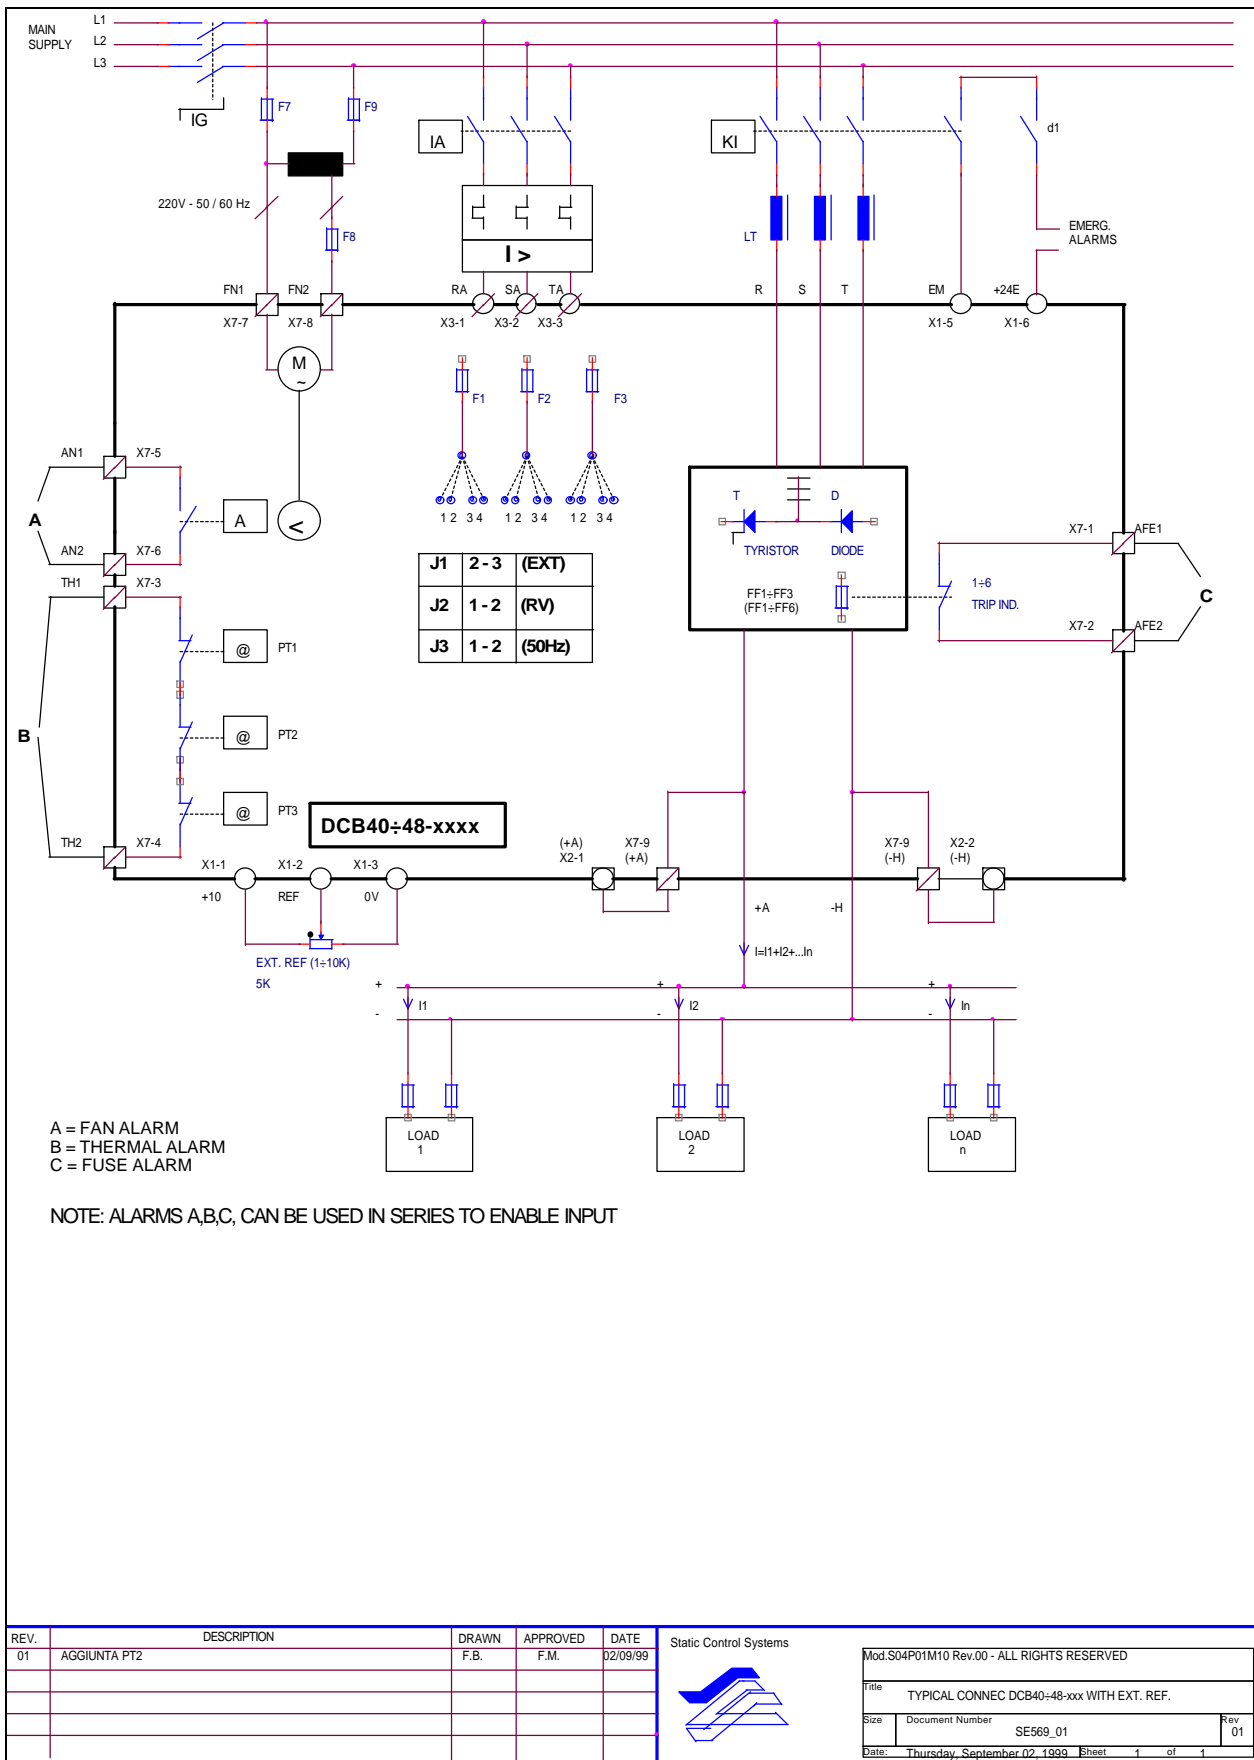 MAIN
SUPPLY
L1
L2
L3
IG
F7
F9
IA
KI
d1
220V - 50 / 60 Hz
F8
I >
LT
EMERG.
ALARMS
FN1
FN2
RA
SA
TA
R
S
T
EM
+24E
X7-7
X7-8
X3-1
X3-2
X3-3
X1-5
X1-6
M
~
F1
F2
F3
AN1
X7-5
A
A
<
1 2 3 4
1 2 3 4
1 2 3 4
AN2
X7-6
TH1
X7-3
J1 2 - 3 (EXT)
J2 1 - 2 (RV)
J3 1 - 2 (50Hz)
T
D
TYRISTOR
DIODE
FF1÷FF3
(FF1÷FF6)
X7-1
AFE1
1÷6
TRIP IND.
C
X7-2
AFE2
@
PT1
B
@
PT2
@
PT3
DCB40÷48-xxxx
TH2
X7-4
X1-1
X1-2
X1-3
+10
REF
0V
(+A)
X2-1
X7-9
(+A)
X7-9
(-H)
X2-2
(-H)
+A
-H
EXT. REF (1÷10K)
5K
I=I1+I2+...In
+
+
+
I1
I2
In
-
-
-
LOAD
1
LOAD
2
LOAD
n
A = FAN ALARM
B = THERMAL ALARM
C = FUSE ALARM
NOTE: ALARMS A,B,C, CAN BE USED IN SERIES TO ENABLE INPUT
REV. DESCRIPTION DRAWN APPROVED DATE
01 AGGIUNTA PT2 F.B. F.M. 02/09/99
Static Control Systems
Mod.S04P01M10 Rev.00 - ALL RIGHTS RESERVED
Title
TYPICAL CONNEC DCB40÷48-xxx WITH EXT. REF.
Size Document Number Rev
SE569_01 01
Date: Thursday, September 02, 1999 Sheet 1 of 1